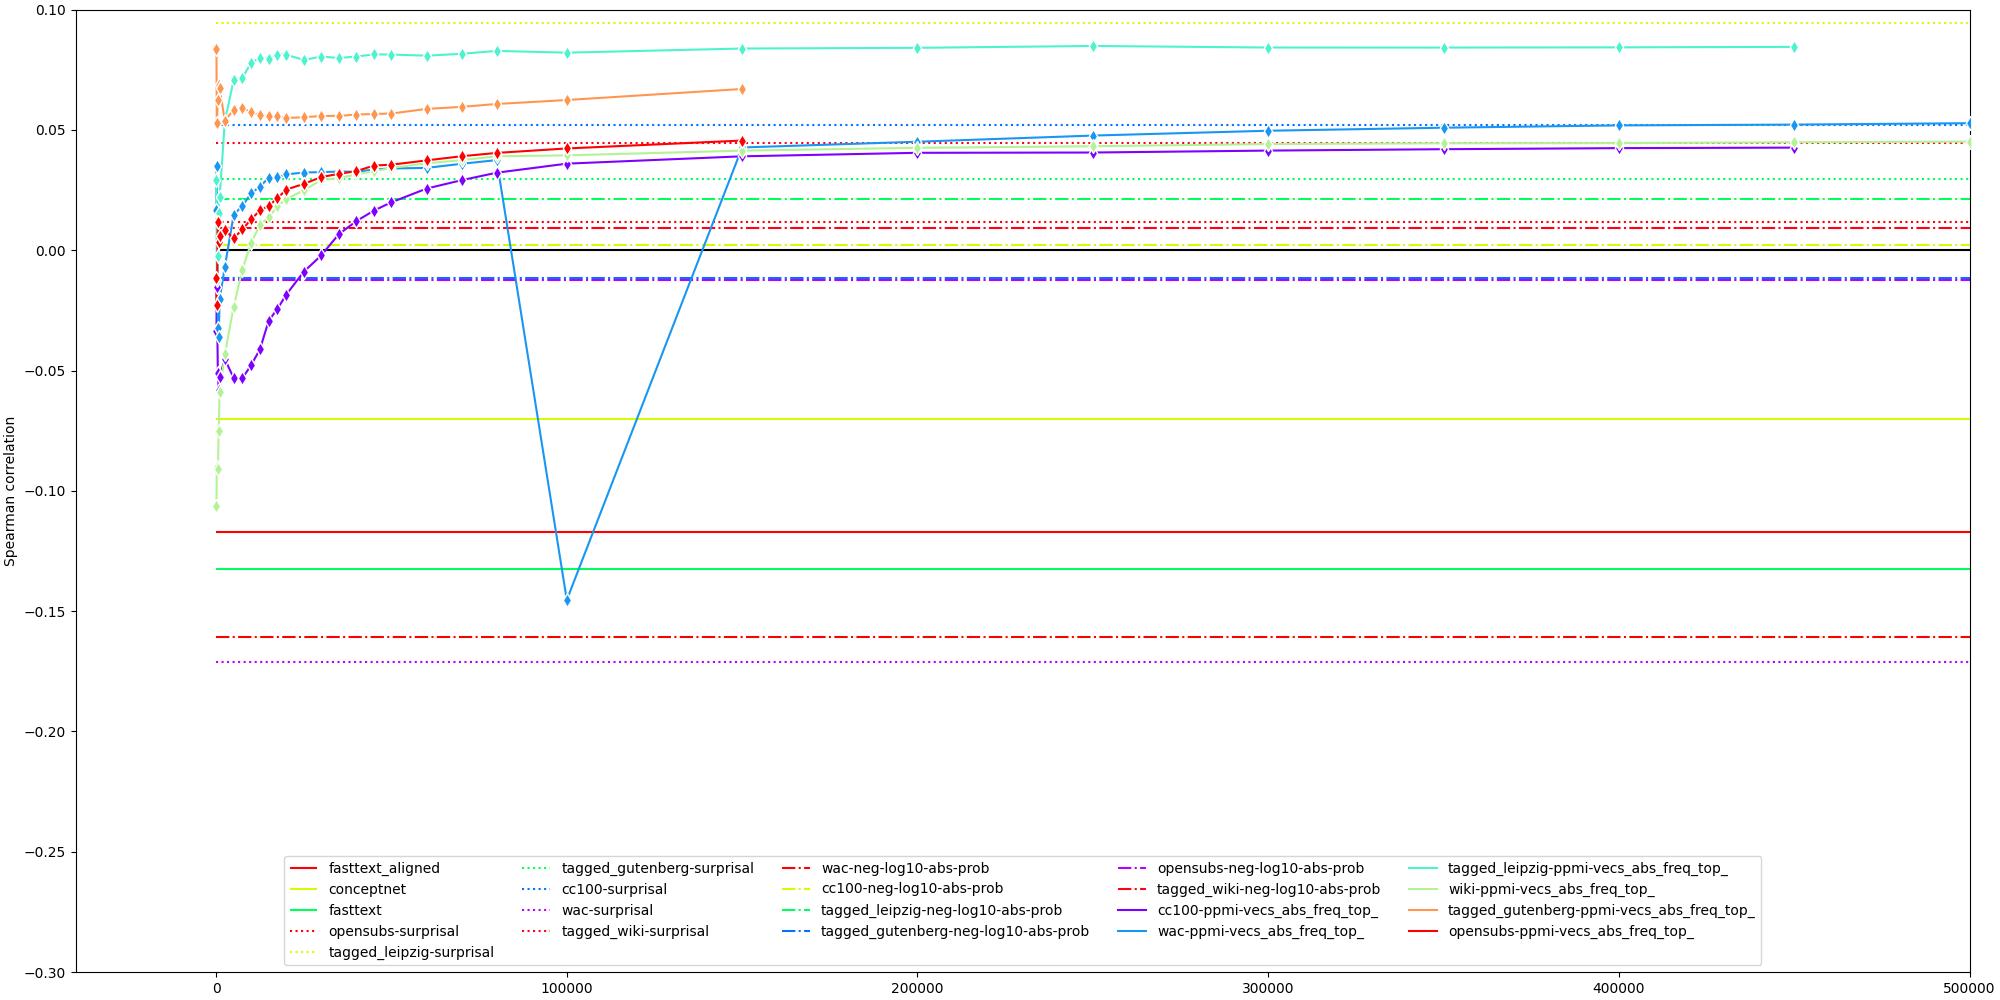 0.10
0.05
0.00
−0.05
−0.10
−0.15
−0.20
−0.25
−0.30
Spearman correlation
fasttext_aligned
conceptnet
fasttext
opensubs-surprisal
tagged_leipzig-surprisal
tagged_gutenberg-surprisal
cc100-surprisal
wac-surprisal
tagged_wiki-surprisal
wac-neg-log10-abs-prob
cc100-neg-log10-abs-prob
tagged_leipzig-neg-log10-abs-prob
tagged_gutenberg-neg-log10-abs-prob
opensubs-neg-log10-abs-prob
tagged_wiki-neg-log10-abs-prob
cc100-ppmi-vecs_abs_freq_top_
wac-ppmi-vecs_abs_freq_top_
tagged_leipzig-ppmi-vecs_abs_freq_top_
wiki-ppmi-vecs_abs_freq_top_
tagged_gutenberg-ppmi-vecs_abs_freq_top_
opensubs-ppmi-vecs_abs_freq_top_
0 100000 200000 300000 400000 500000